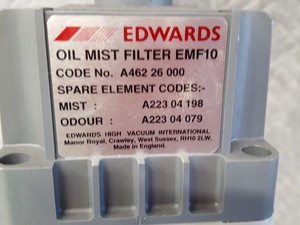 EDWARDS
OIL MIST FILTER EMF10
CODE No. A462 26 000
SPARE ELEMENT CODES:-
MIST : A223 04 198
ODOUR : A223 04 079
EDWARDS HIGH VACUUM INTERNATIONAL
Manor Royal, Crawley, West Sussex, RH10 2LW.
Made in England.